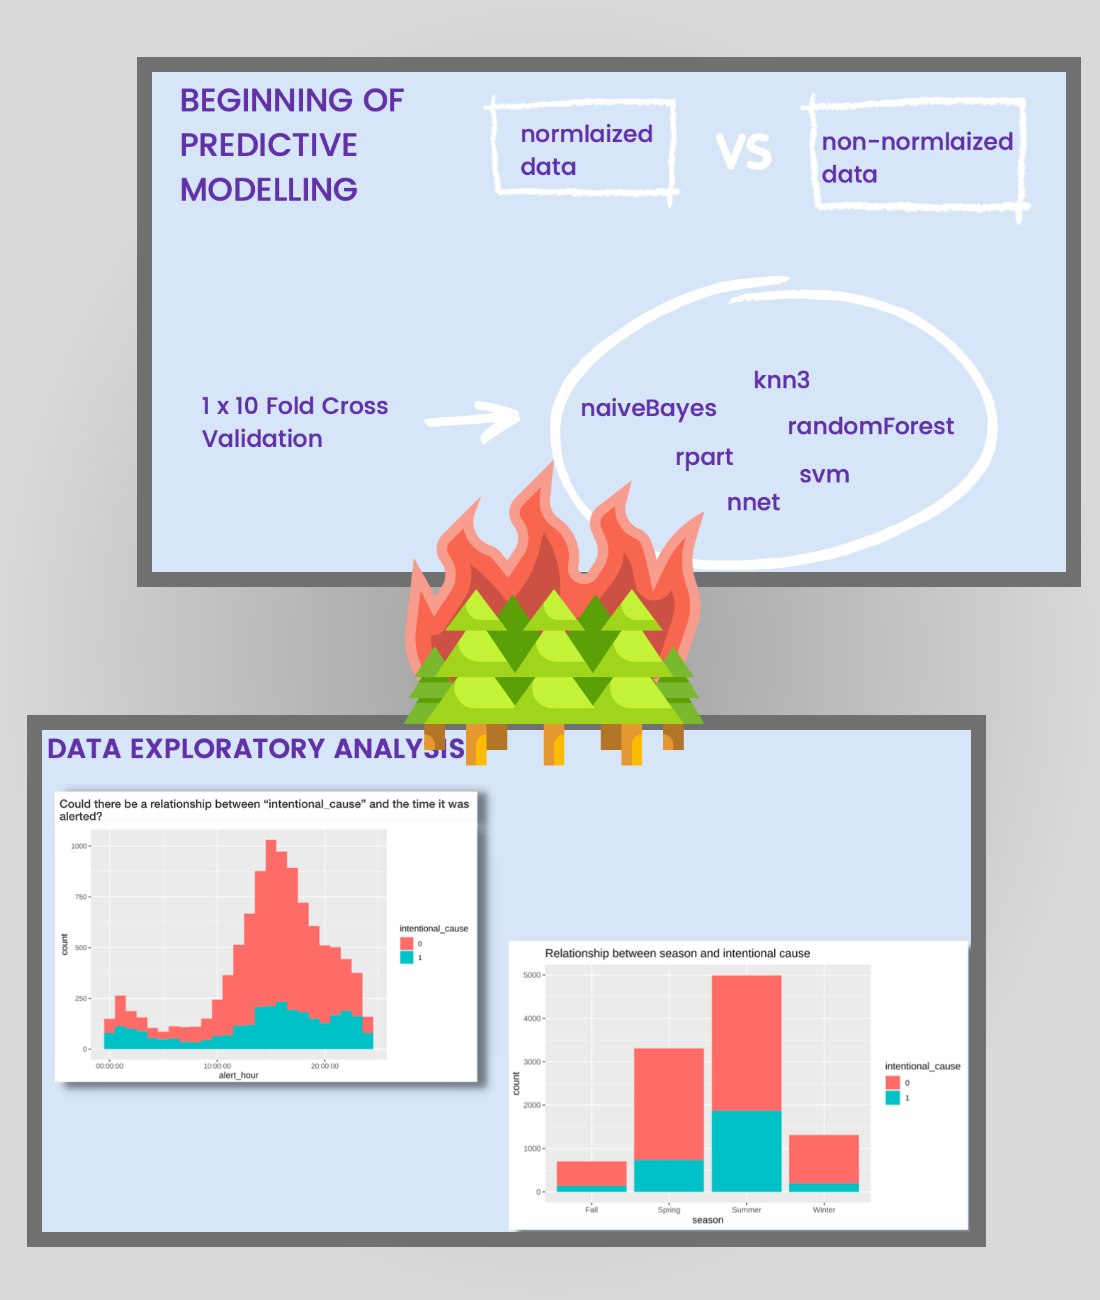 BEGINNING OF
PREDICTIVE
MODELLING
normlaized
data
VS
non-normlaized
data
1 x 10 Fold Cross
Validation
knn3
naiveBayes
randomForest
rpart
svm
nnet
DATA EXPLORATORY ANALYSIS
Could there be a relationship between “intentional_cause” and the time it was
alerted?
1000
750
500
250
0
count
00:00:00 10:00:00 20:00:00
alert_hour
intentional_cause
0
1
Relationship between season and intentional cause
5000
4000
3000
2000
1000
0
count
Fall Spring Summer Winter
season
intentional_cause
0
1